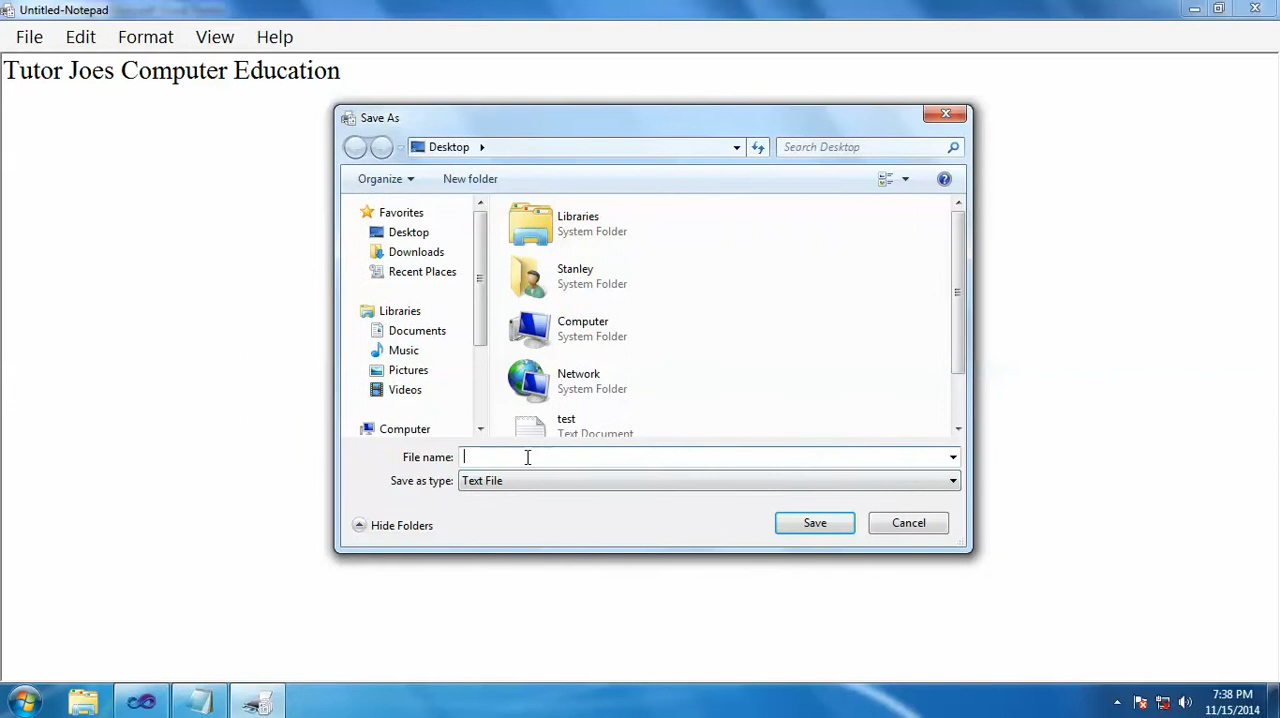 Untitled-Notepad
File Edit Format View Help
Tutor Joes Computer Education
Save As
Desktop
Search Desktop
Organize New folder
Favorites
Desktop
Downloads
Recent Places
Libraries
Documents
Music
Pictures
Videos
Computer
Libraries
System Folder
Stanley
System Folder
Computer
System Folder
Network
System Folder
test
Text Document
File name:
Save as type: Text File
Hide Folders Save Cancel
7:38 PM
11/15/2014